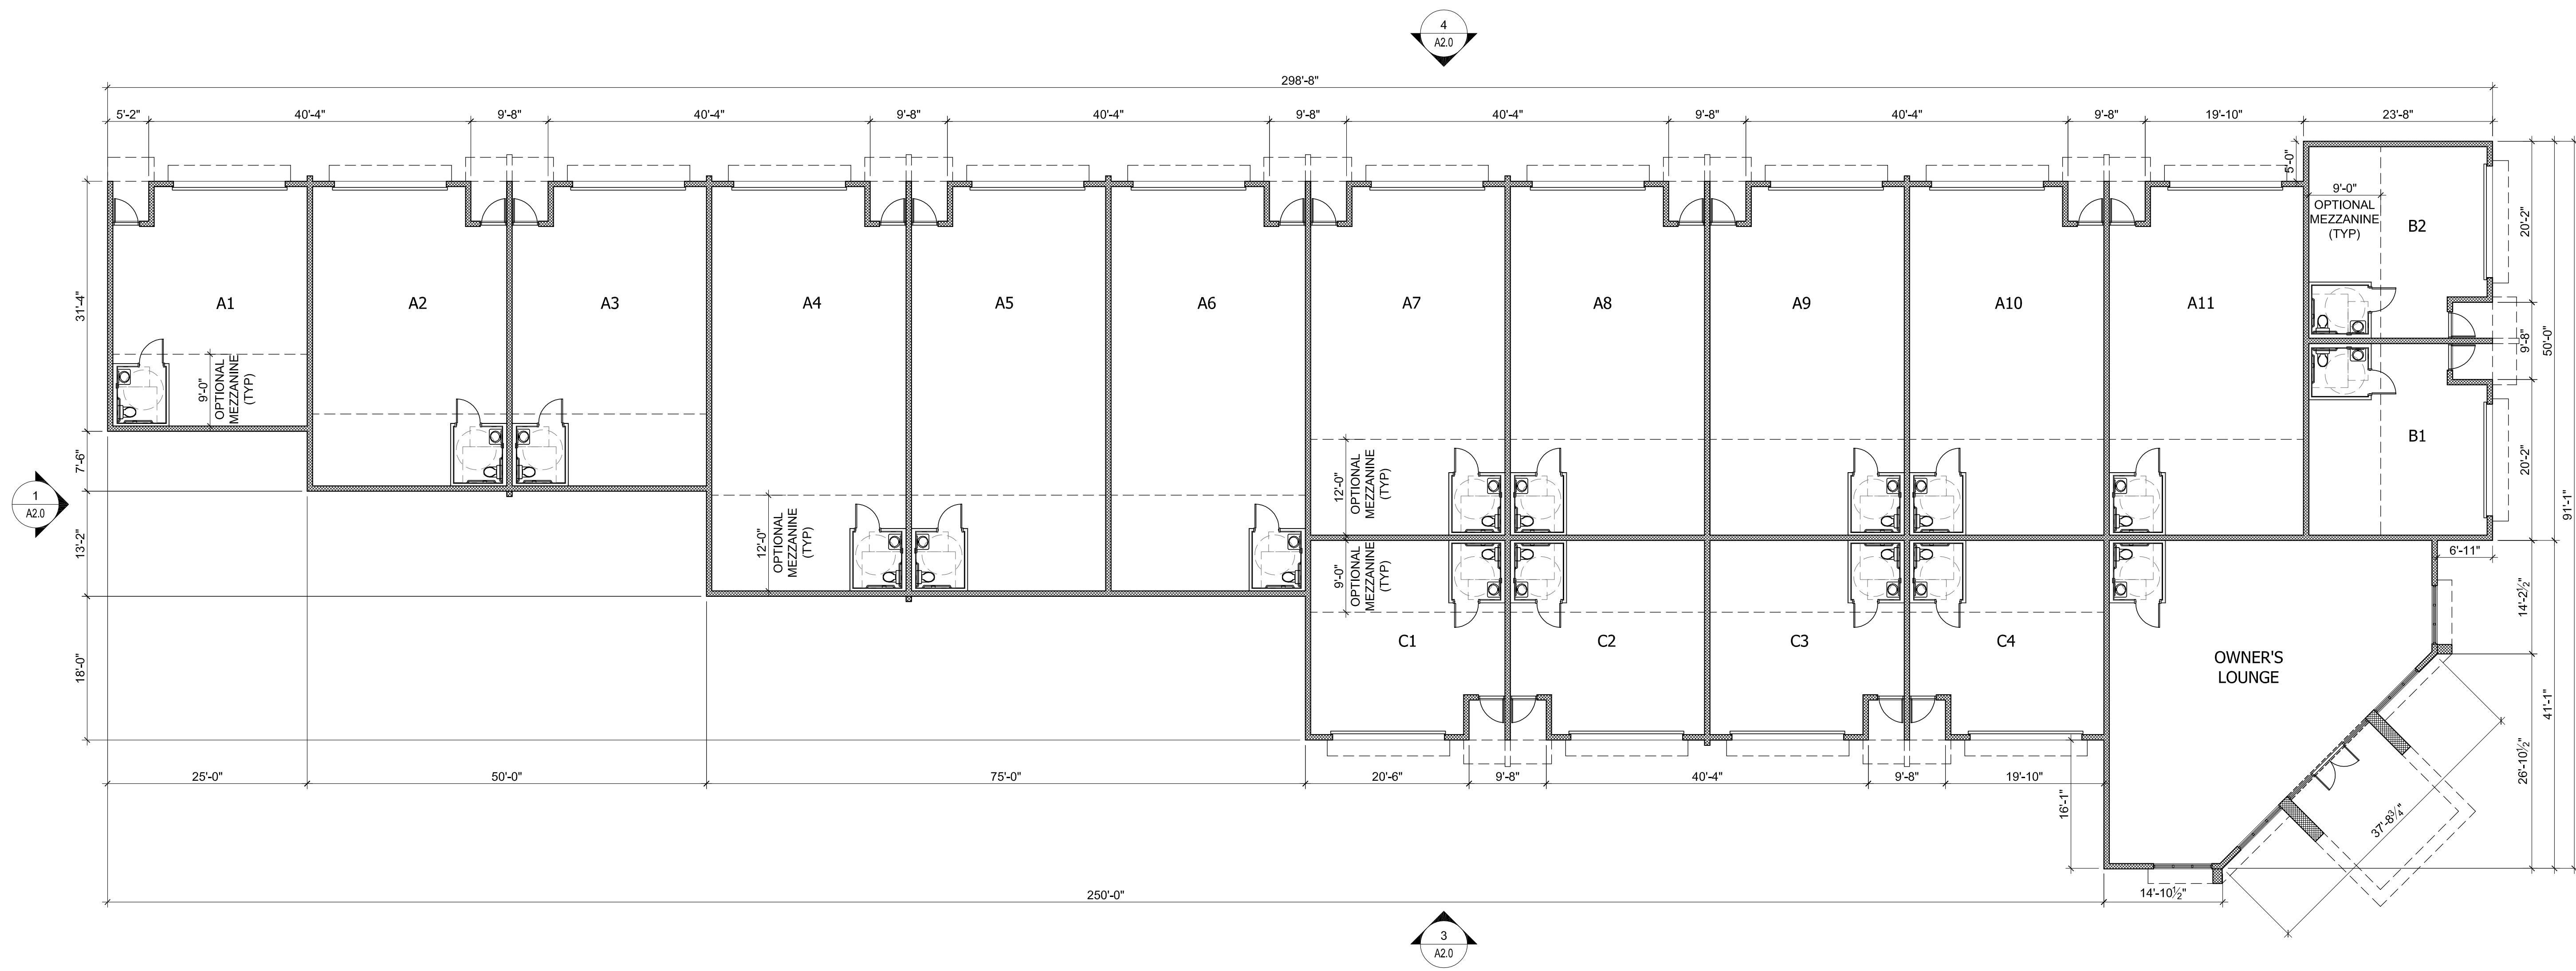 4
A2.0
298'-8"
5'-2"
40'-4"
9'-8"
40'-4"
9'-8"
40'-4"
9'-8"
40'-4"
9'-8"
40'-4"
9'-8"
19'-10"
23'-8"
5'-0"
9'-0"
OPTIONAL
MEZZANINE
(TYP)
B2
20'-2"
31'-4"
A1
A2
A3
A4
A5
A6
A7
A8
A9
A10
A11
9'-8"
50'-0"
9'-0"
OPTIONAL
MEZZANINE
(TYP)
B1
20'-2"
7'-6"
1
A2.0
13'-2"
12'-0"
OPTIONAL
MEZZANINE
(TYP)
12'-0"
OPTIONAL
MEZZANINE
(TYP)
91'-1"
6'-11"
9'-0"
OPTIONAL
MEZZANINE
(TYP)
14'-2½"
18'-0"
C1
C2
C3
C4
OWNER'S
LOUNGE
41'-1"
26'-10½"
25'-0"
50'-0"
75'-0"
20'-6"
9'-8"
40'-4"
9'-8"
19'-10"
16'-1"
37'-8¾"
250'-0"
14'-10½"
3
A2.0